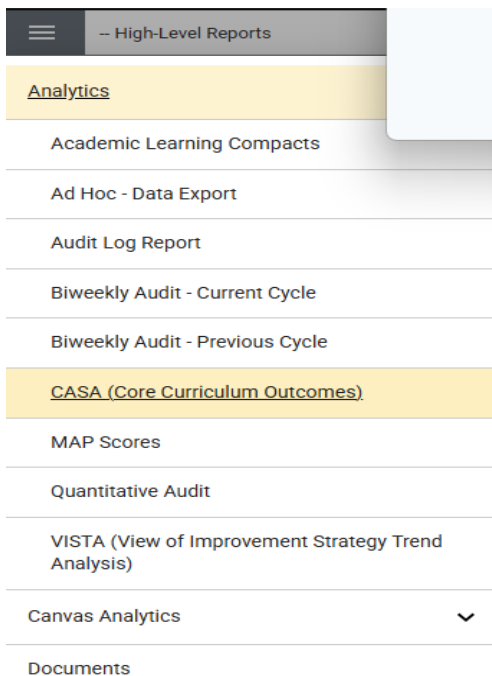 -- High-Level Reports
Analytics
Academic Learning Compacts
Ad Hoc - Data Export
Audit Log Report
Biweekly Audit - Current Cycle
Biweekly Audit - Previous Cycle
CASA (Core Curriculum Outcomes)
MAP Scores
Quantitative Audit
VISTA (View of Improvement Strategy Trend
Analysis)
Canvas Analytics
Documents